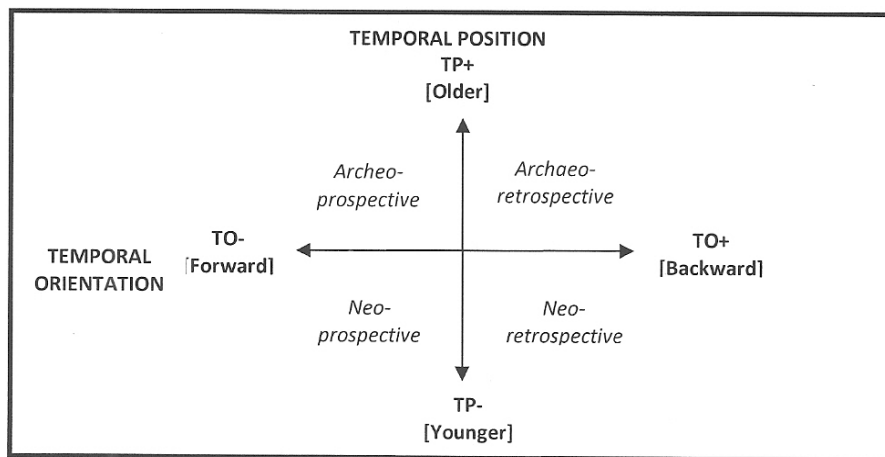 TEMPORAL POSITION
TP+
[Older]
Archeo-
prospective
Archaeo-
retrospective
TO-
[Forward]
TEMPORAL
ORIENTATION
TO+
[Backward]
Neo-
prospective
Neo-
retrospective
TP-
[Younger]